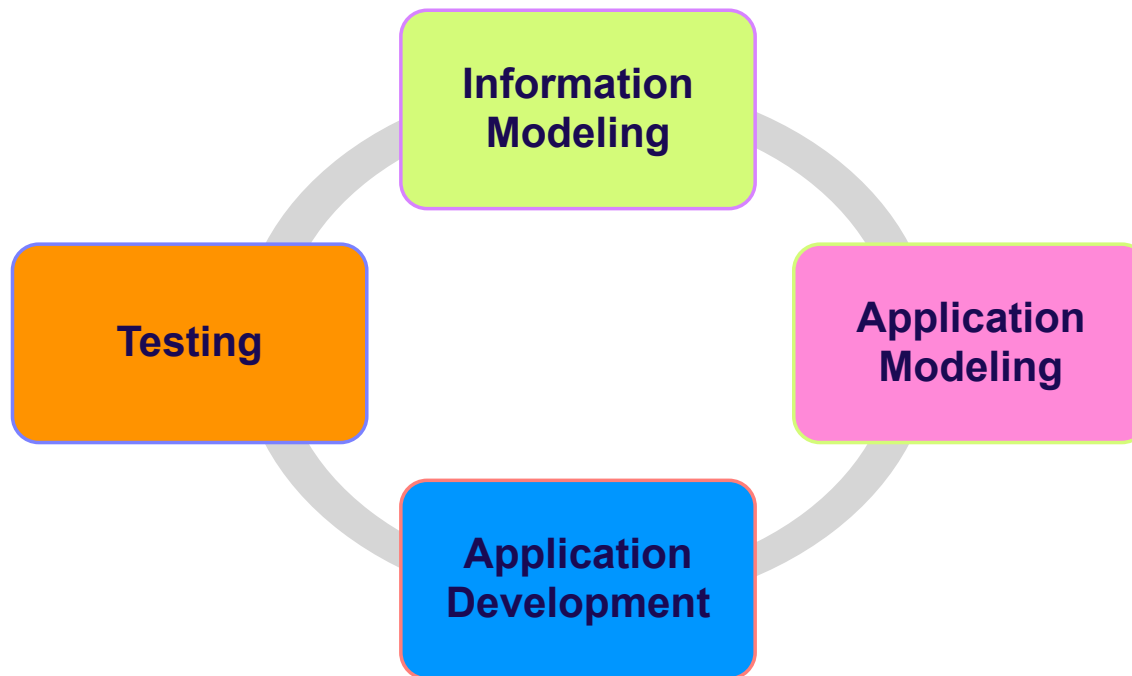 Information
Modeling
Application
Modeling
Application
Development
Testing